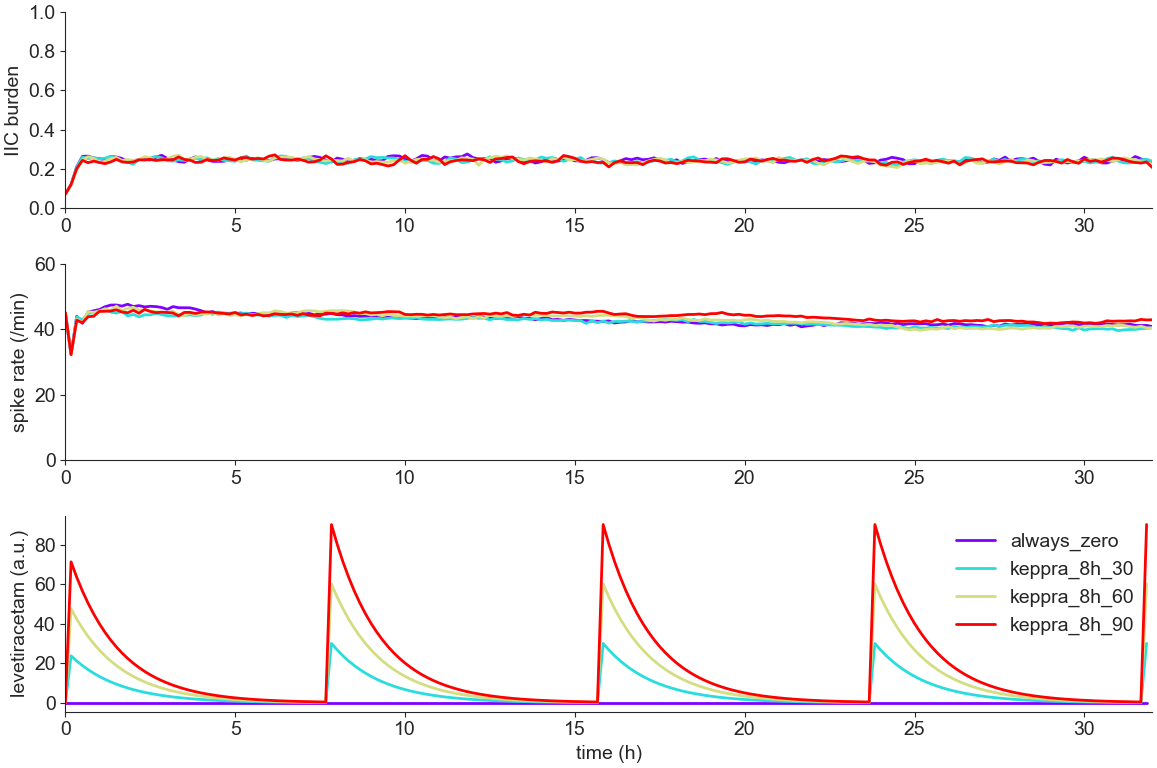 1.0
0.8
0.6
0.4
0.2
0.0
IIC burden
0 5 10 15 20 25 30
60
40
20
0
spike rate (/min)
0 5 10 15 20 25 30
80
60
40
20
0
levetiracetam (a.u.)
always_zero
keppra_8h_30
keppra_8h_60
keppra_8h_90
0 5 10 15 20 25 30
time (h)